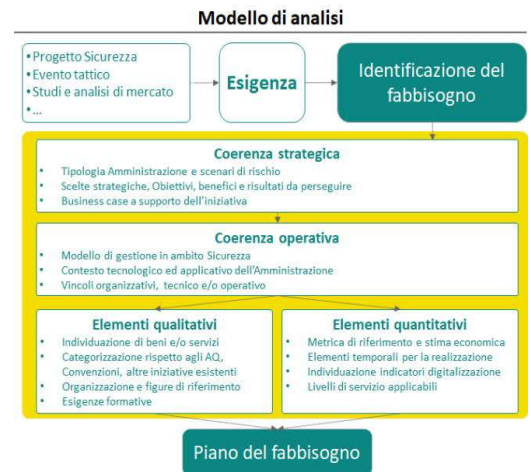 Modello di analisi
• Progetto Sicurezza
• Evento tattico
• Studi e analisi di mercato
• ...
Esigenza
Identificazione del
fabbisogno
Coerenza strategica
• Tipologia Amministrazione e scenari di rischio
• Scelte strategiche, Obiettivi, benefici e risultati da perseguire
• Business case a supporto dell'iniziativa
Coerenza operativa
• Modello di gestione in ambito Sicurezza
• Contesto tecnologico ed applicativo dell'Amministrazione
• Vincoli organizzativi, tecnico e/o operativo
Elementi qualitativi
• Individuazione di beni e/o servizi
• Categorizzazione rispetto agli AQ,
Convenzioni, altre iniziative esistenti
• Organizzazione e figure di riferimento
• Esigenze formative
Elementi quantitativi
• Metrica di riferimento e stima economica
• Elementi temporali per la realizzazione
• Individuazione indicatori digitalizzazione
• Livelli di servizio applicabili
Piano del fabbisogno